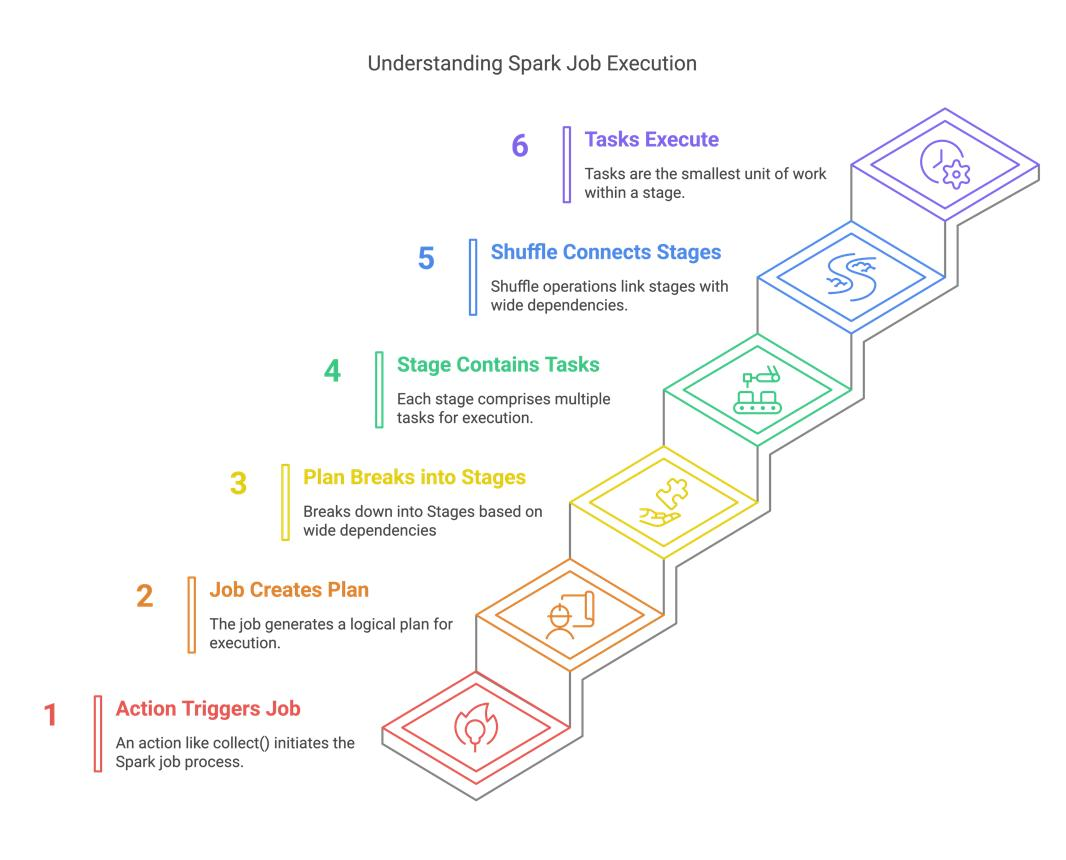 Understanding Spark Job Execution
6
Tasks Execute
Tasks are the smallest unit of work
within a stage.
5
Shuffle Connects Stages
Shuffle operations link stages with
wide dependencies.
4
Stage Contains Tasks
Each stage comprises multiple
tasks for execution.
3
Plan Breaks into Stages
Breaks down into Stages based on
wide dependencies
2
Job Creates Plan
The job generates a logical plan for
execution.
1
Action Triggers Job
An action like collect() initiates the
Spark job process.